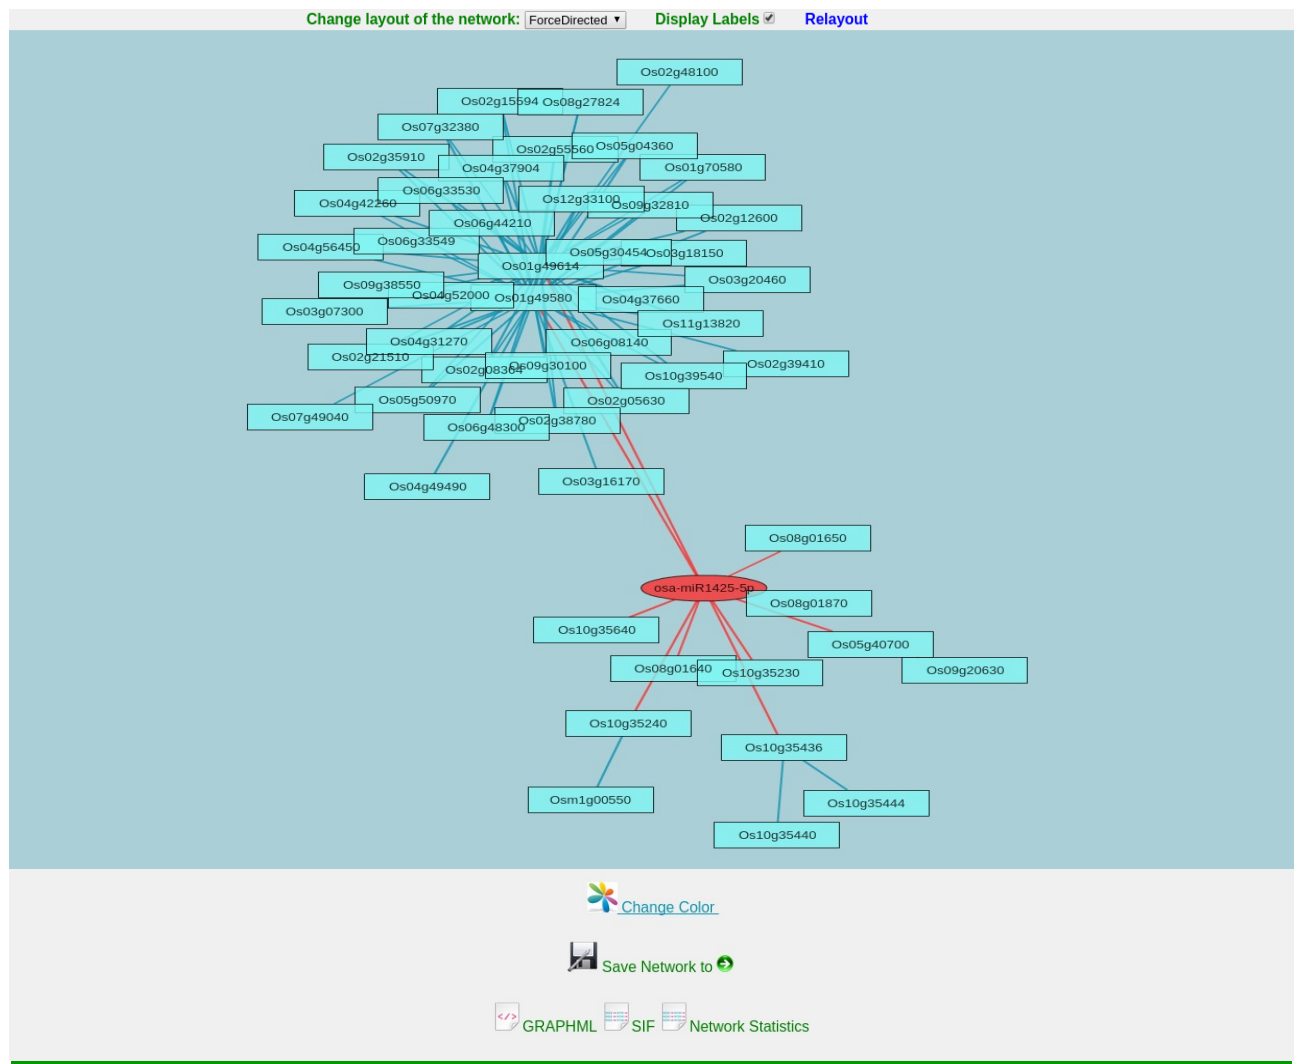 Change layout of the network: ForceDirected Display Labels Relayout
Os02g48100
Os02g15594 Os08g27824
Os07g32380
Os02g55560 Os05g04360
Os02g35910
Os04g37904 Os01g70580
Os06g33530
Os04g42260 Os12g33100 Os09g32810
Os02g12600
Os06g44210
Os04g56450 Os06g33549 Os05g30454 Os03g18150
Os01g49614
Os09g38550 Os03g20460
Os04g52000 Os01g49580 Os04g37660
Os03g07300
Os11g13820
Os04g31270 Os06g08140
Os02g21510 Os02g08364 Os09g30100 Os02g39410
Os10g39540
Os05g50970 Os02g05630
Os07g49040 Os06g48300 Os02g38780
Os04g49490 Os03g16170
Os08g01650
osa-miR1425-5p
Os08g01870
Os10g35640
Os05g40700
Os08g01640 Os10g35230 Os09g20630
Os10g35240
Os10g35436
Osm1g00550 Os10g35444
Os10g35440
Change Color
Save Network to
GRAPHML SIF Network Statistics